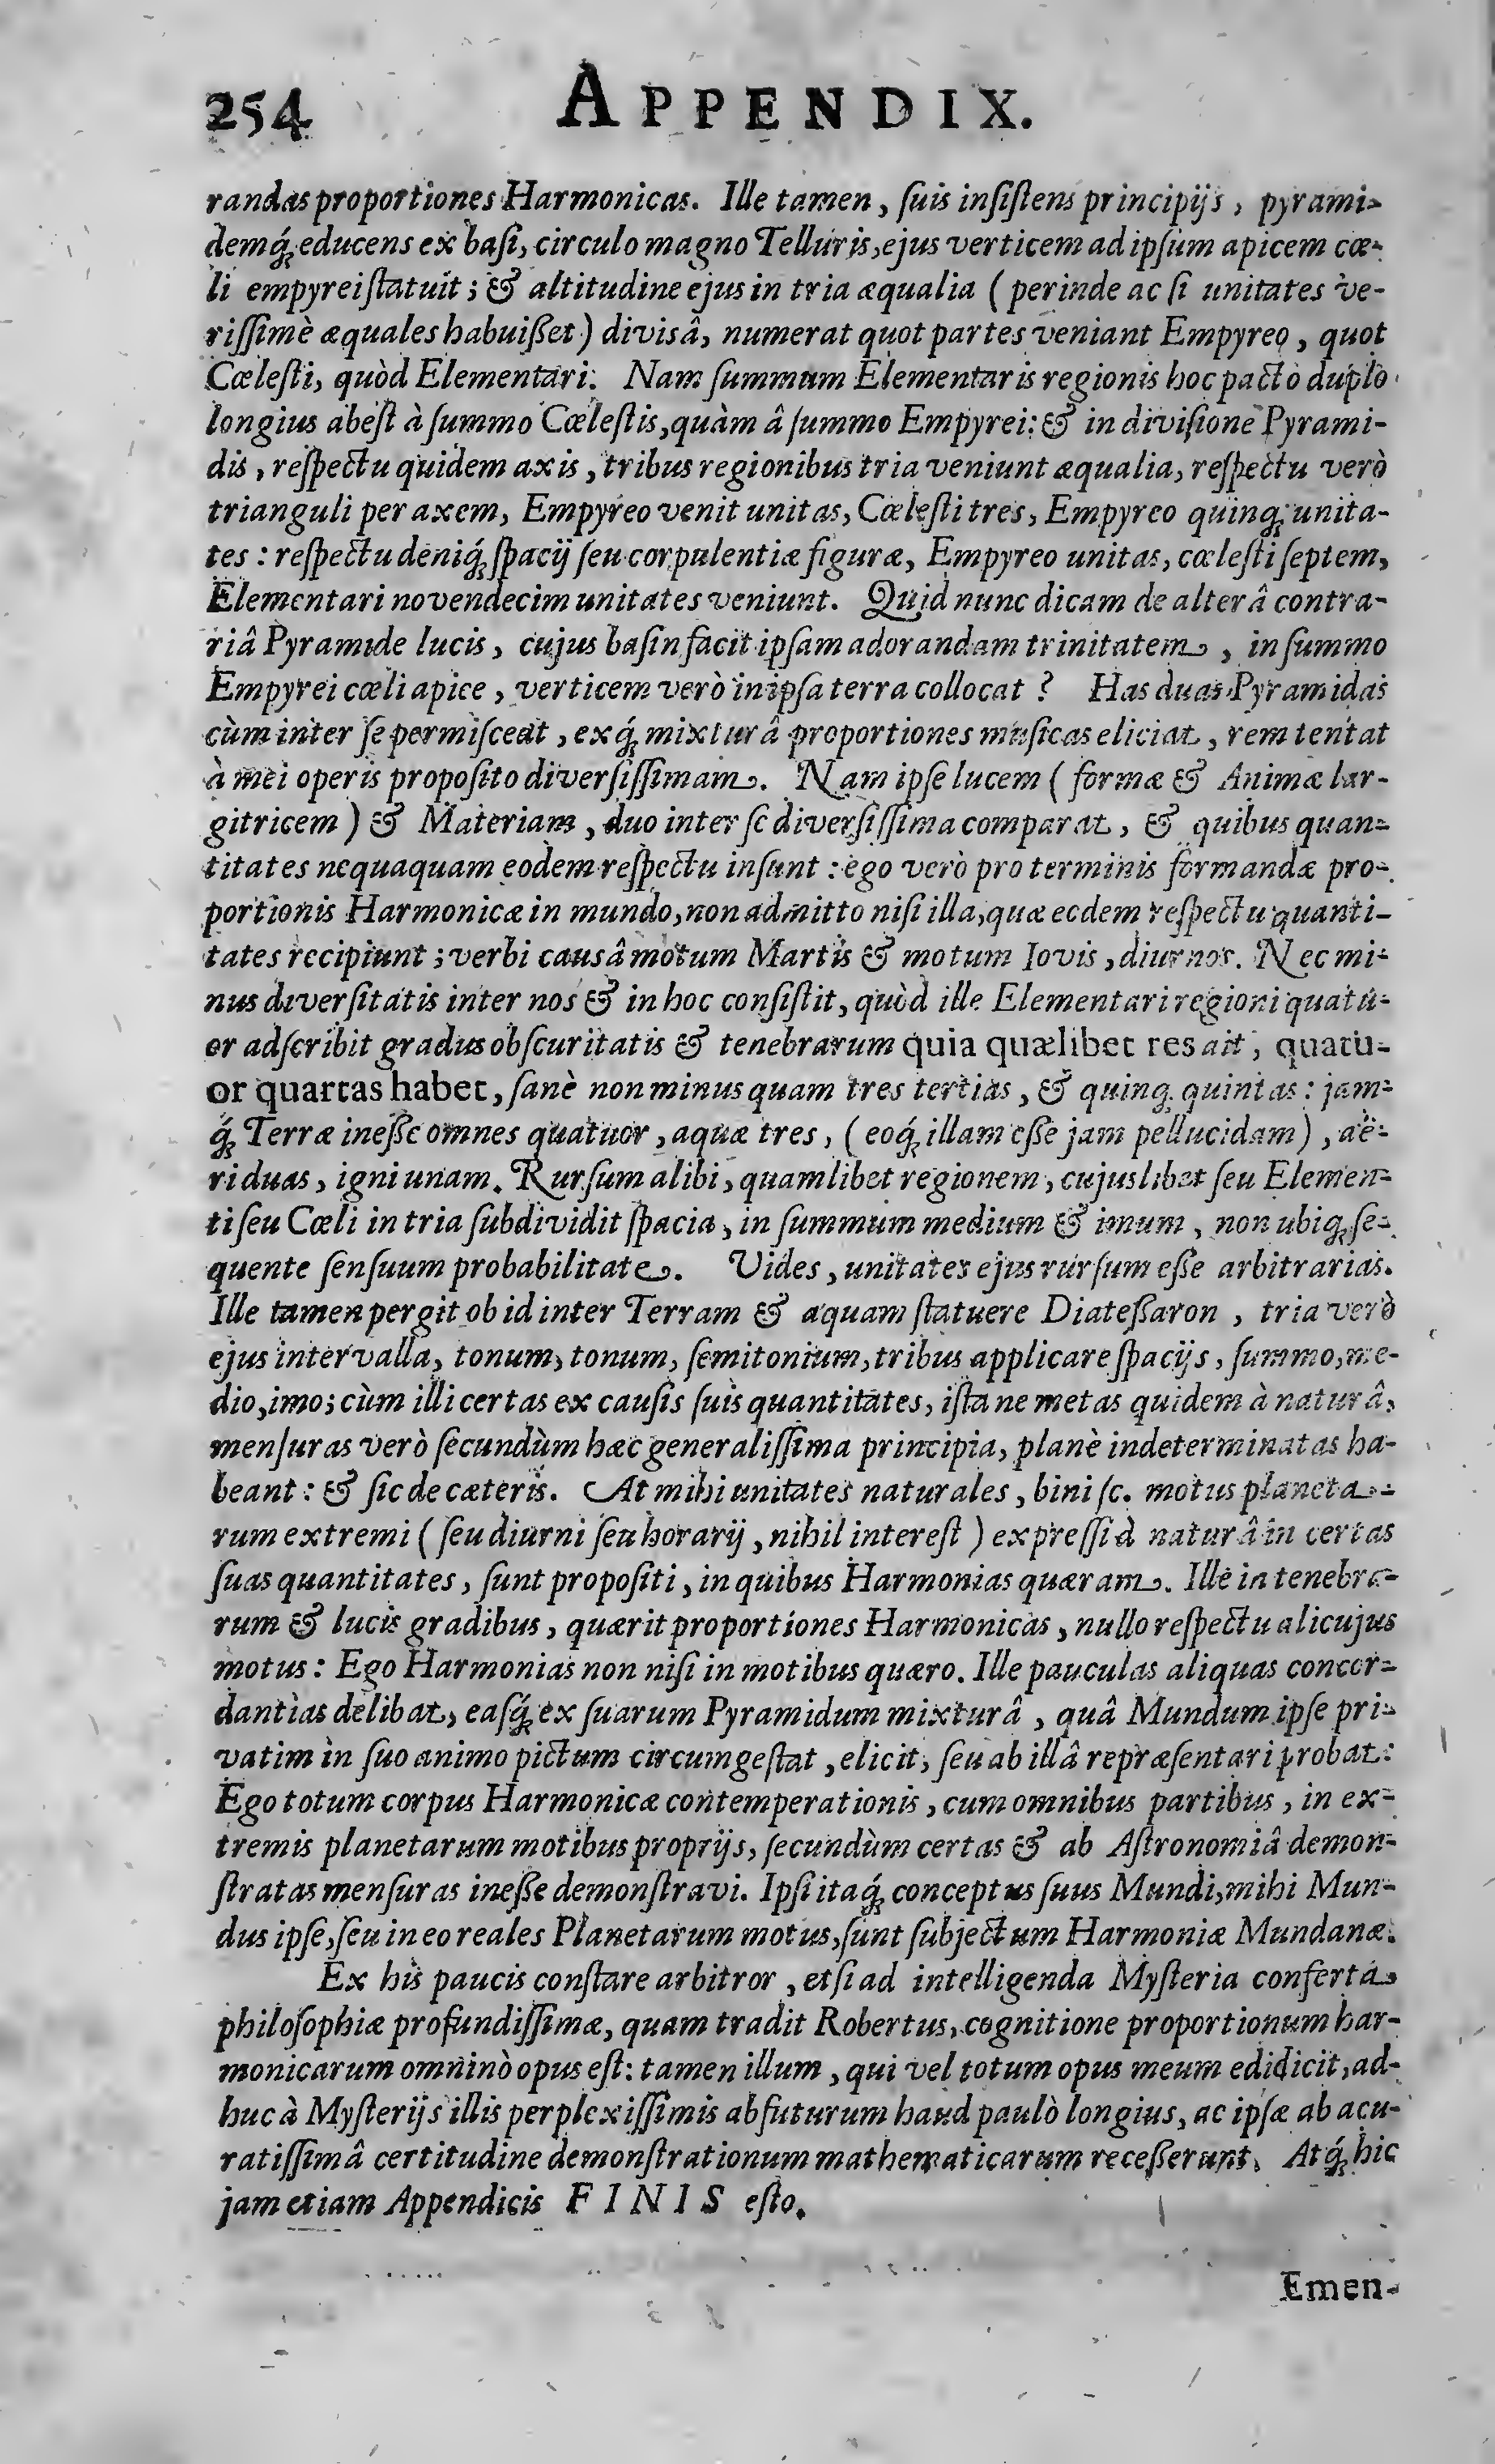 254 APPENDIX.
randas proportiones Harmonicas. Ille tamen, ſuis inſiſtens principijs, pyrami-
demq́; educens ex baſi, circulo magno Telluris, ejus verticem ad ipſum apicem cœ-
li empyrei ſtatuit; & altitudine ejus in tria æqualia (perinde ac ſi unitates ve-
riſſimè æquales habuißet) divisâ, numerat quot partes veniant Empyreo, quot
Cœleſti, quòd Elementari. Nam ſummum Elementaris regionis hoc pacto duplo
longius abeſt à ſummo Cœleſtis, quàm â ſummo Empyrei: & in diviſione Pyrami-
dis, reſpectu quidem axis, tribus regionibus tria veniunt æqualia, reſpectu verò
trianguli per axem, Empyreo venit unitas, Cœleſti tres, Empyreo quinq; unita-
tes: reſpectu deniq́; ſpacij ſeu corpulentiæ figuræ, Empyreo unitas, cœleſti ſeptem,
Elementari novendecim unitates veniunt. Quid nunc dicam de alterâ contra-
riâ Pyramide lucis, cujus baſin facit ipſam adorandam trinitatem, in ſummo
Empyrei cœli apice, verticem verò in ipſa terra collocat? Has duas Pyramidas
cùm inter ſe permiſceat, exq́; mixturâ proportiones muſicas eliciat, rem tentat
à mei operis propoſito diverſiſſimam. Nam ipſe lucem (formæ & Animæ lar-
gitricem) & Materiam, duo inter ſe diverſiſſima comparat, & quibus quan-
titates nequaquam eodem reſpectu inſunt: ego verò pro terminis formandæ pro-
portionis Harmonicæ in mundo, non admitto niſi illa, quæ eodem reſpectu quanti-
tates recipiunt; verbi causâ motum Martis & motum Iovis, diurnos. Nec mi-
nus diverſitatis inter nos & in hoc conſiſtit, quòd ille Elementari regioni quatu-
or adſcribit gradus obſcuritatis & tenebrarum quia quælibet res ait, quatu-
or quartas habet, ſanè non minus quam tres tertias, & quinq; quintas: jam-
q́; Terræ ineſſe omnes quatuor, aquæ tres, (eoq́; illam eße jam pellucidam), aë-
ri duas, igni unam. Rurſum alibi, quamlibet regionem, cujuslibet ſeu Elemen-
ti ſeu Cœli in tria ſubdividit ſpacia, in ſummum medium & imum, non ubiq; ſe-
quente ſenſuum probabilitate. Vides, unitates ejus rurſum eſſe arbitrarias.
Ille tamen pergit ob id inter Terram & aquam ſtatuere Diateßaron, tria verò
ejus intervalla, tonum, tonum, ſemitonium, tribus applicare ſpacijs, ſummo, me-
dio, imo; cùm illi certas ex cauſis ſuis quantitates, iſta ne metas quidem à naturâ,
menſuras verò ſecundùm hæc generaliſſima principia, planè indeterminatas ha-
beant: & ſic de cæteris. At mihi unitates naturales, bini ſc. motus planeta-
rum extremi (ſeu diurni ſeu horarij, nihil intereſt) expreſſi à naturâ in certas
ſuas quantitates, ſunt propoſiti, in quibus Harmonias quæram. Ille in tenebra-
rum & lucis gradibus, quærit proportiones Harmonicas, nullo reſpectu alicujus
motus: Ego Harmonias non niſi in motibus quæro. Ille pauculas aliquas concor-
dantias delibat, eaſq́; ex ſuarum Pyramidum mixturâ, quâ Mundum ipſe pri-
vatim in ſuo animo pictum circumgeſtat, elicit, ſeu ab illâ repræſentari probat:
Ego totum corpus Harmonicæ contemperationis, cum omnibus partibus, in ex-
tremis planetarum motibus proprijs, ſecundùm certas & ab Aſtronomiâ demon-
ſtratas menſuras ineße demonſtravi. Ipſi itaq́; conceptus ſuus Mundi, mihi Mun-
dus ipſe, ſeu in eo reales Planetarum motus, ſunt ſubjectum Harmoniæ Mundanæ.
Ex his paucis conſtare arbitror, etſi ad intelligenda Myſteria conferta
philoſophiæ profundiſſimæ, quam tradit Robertus, cognitione proportionum har-
monicarum omninò opus eſt: tamen illum, qui vel totum opus meum edidicit, ad-
huc à Myſterijs illis perplexiſſimis abfuturum haud paulò longius, ac ipſæ ab acu-
ratiſſimâ certitudine demonſtrationum mathematicarum receßerunt. Atq́; hic
jam etiam Appendicis FINIS eſto.
Emen-